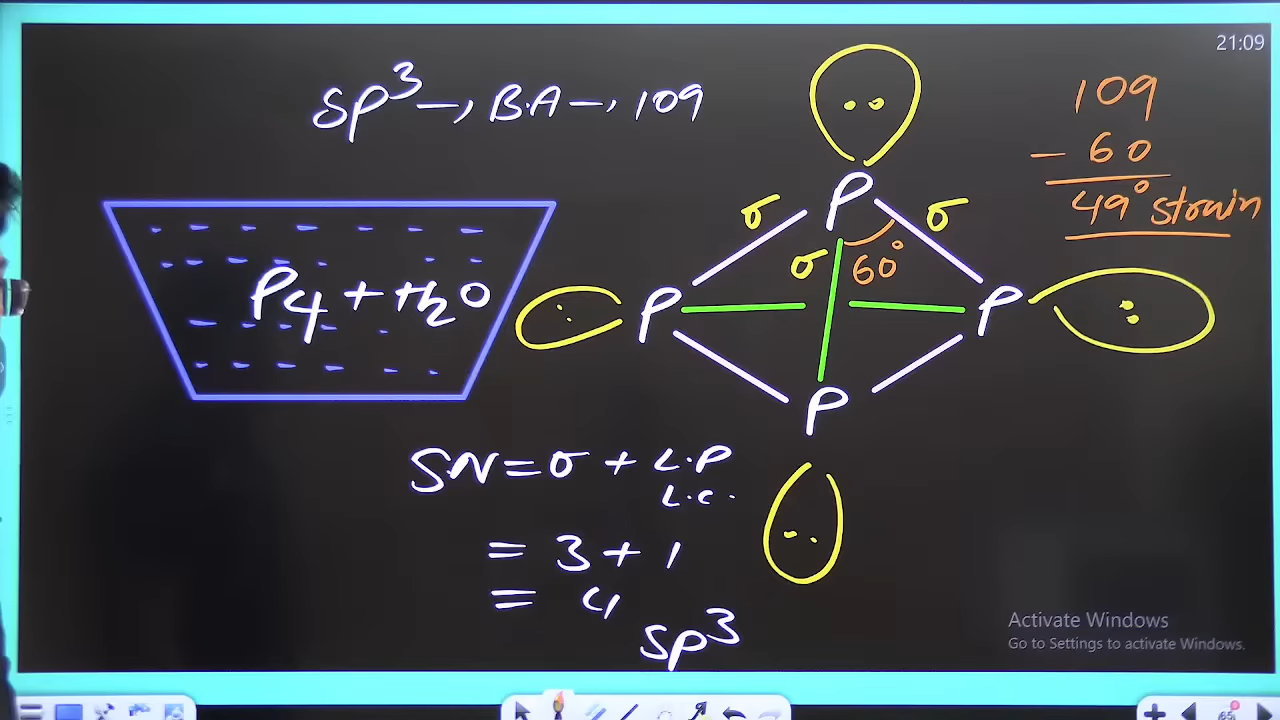 21:09
sp³ → B.A → 109
109
- 60
49° strain
P
σ σ
σ 60°
P4 + H2O
P P
P
S.N = σ + L.P
L.C.
= 3 + 1
= 4
sp³
Activate Windows
Go to Settings to activate Windows.
65